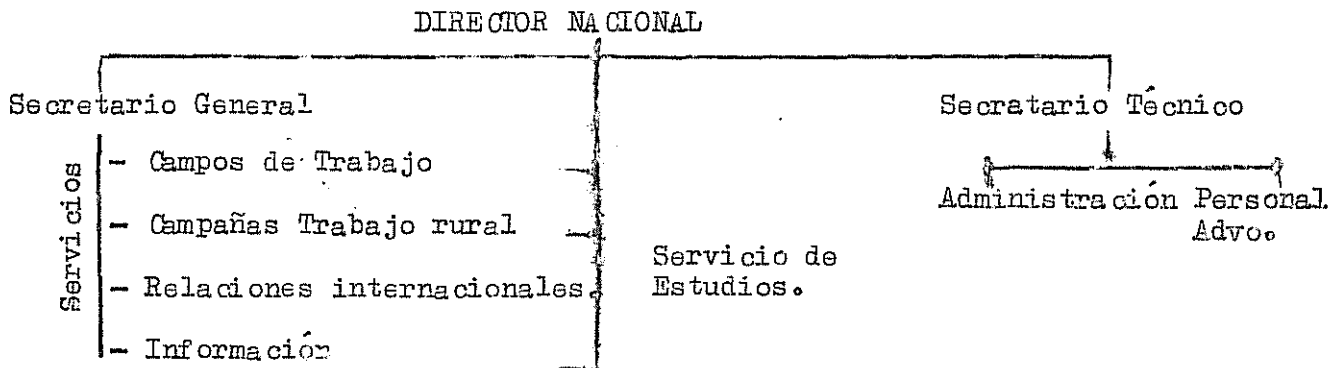 DIRECTOR NACIONAL
Secretario General
Secratario Técnico
Servicios
- Campos de Trabajo
- Campañas Trabajo rural
- Relaciones internacionales.
- Información
Servicio de
Estudios.
Administración Personal
Advo.